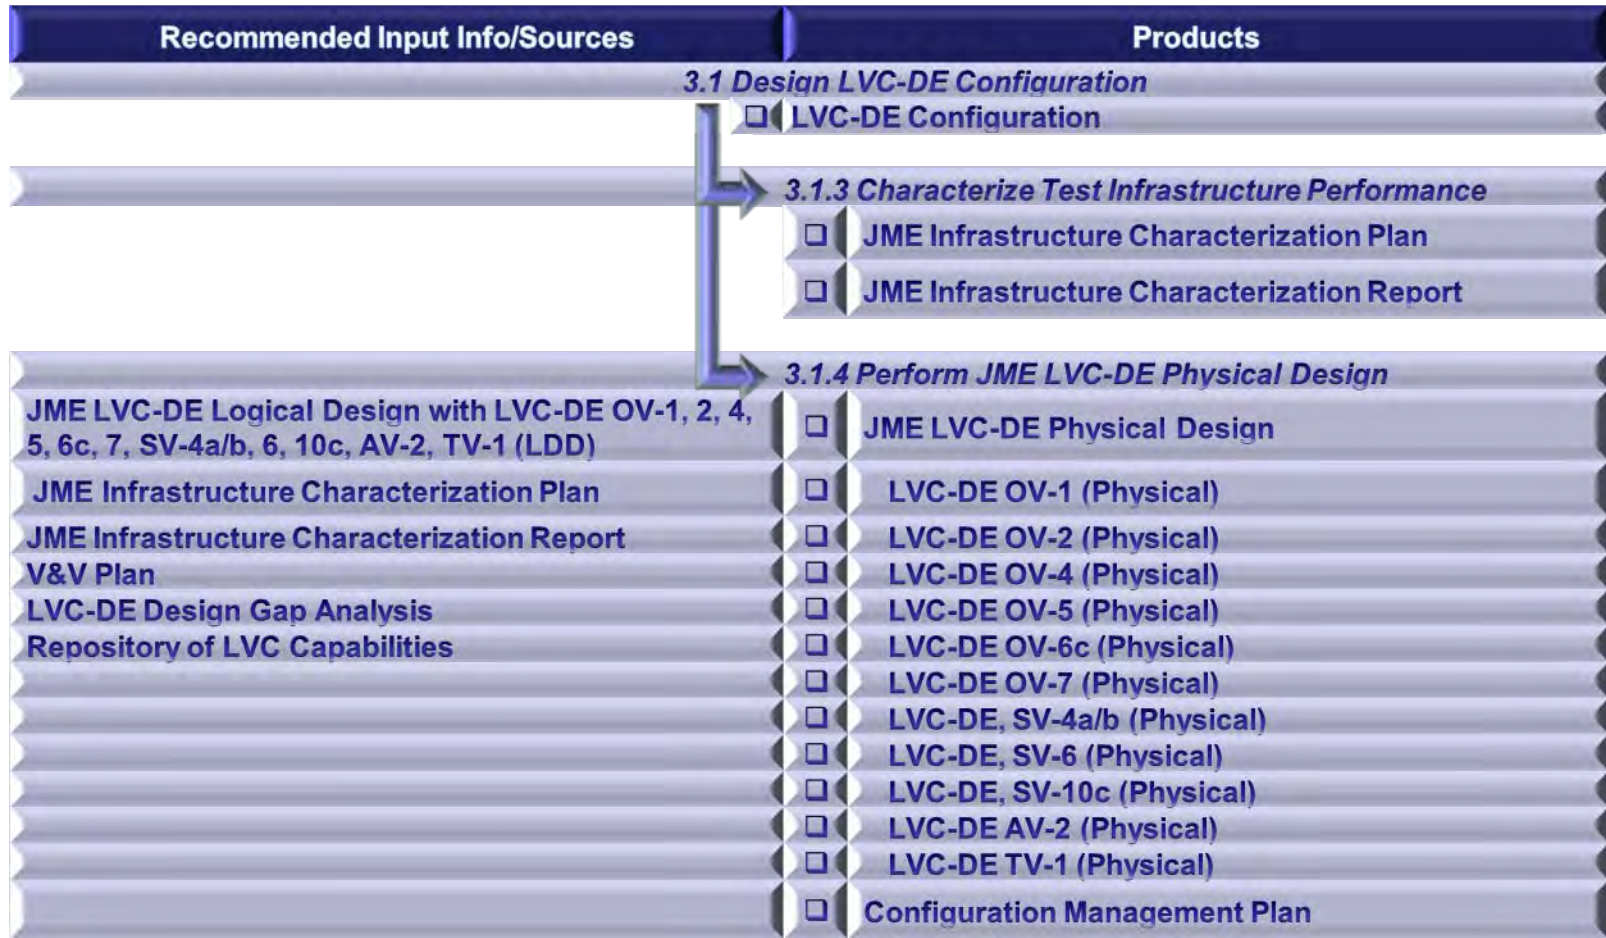 Recommended Input Info/Sources
Products
3.1 Design LVC-DE Configuration
❑ LVC-DE Configuration
3.1.3 Characterize Test Infrastructure Performance
❑ JME Infrastructure Characterization Plan
❑ JME Infrastructure Characterization Report
3.1.4 Perform JME LVC-DE Physical Design
JME LVC-DE Logical Design with LVC-DE OV-1, 2, 4,
5, 6c, 7, SV-4a/b, 6, 10c, AV-2, TV-1 (LDD)
❑ JME LVC-DE Physical Design
JME Infrastructure Characterization Plan
❑ LVC-DE OV-1 (Physical)
JME Infrastructure Characterization Report
❑ LVC-DE OV-2 (Physical)
V&V Plan
❑ LVC-DE OV-4 (Physical)
LVC-DE Design Gap Analysis
❑ LVC-DE OV-5 (Physical)
Repository of LVC Capabilities
❑ LVC-DE OV-6c (Physical)
❑ LVC-DE OV-7 (Physical)
❑ LVC-DE, SV-4a/b (Physical)
❑ LVC-DE, SV-6 (Physical)
❑ LVC-DE, SV-10c (Physical)
❑ LVC-DE AV-2 (Physical)
❑ LVC-DE TV-1 (Physical)
❑ Configuration Management Plan